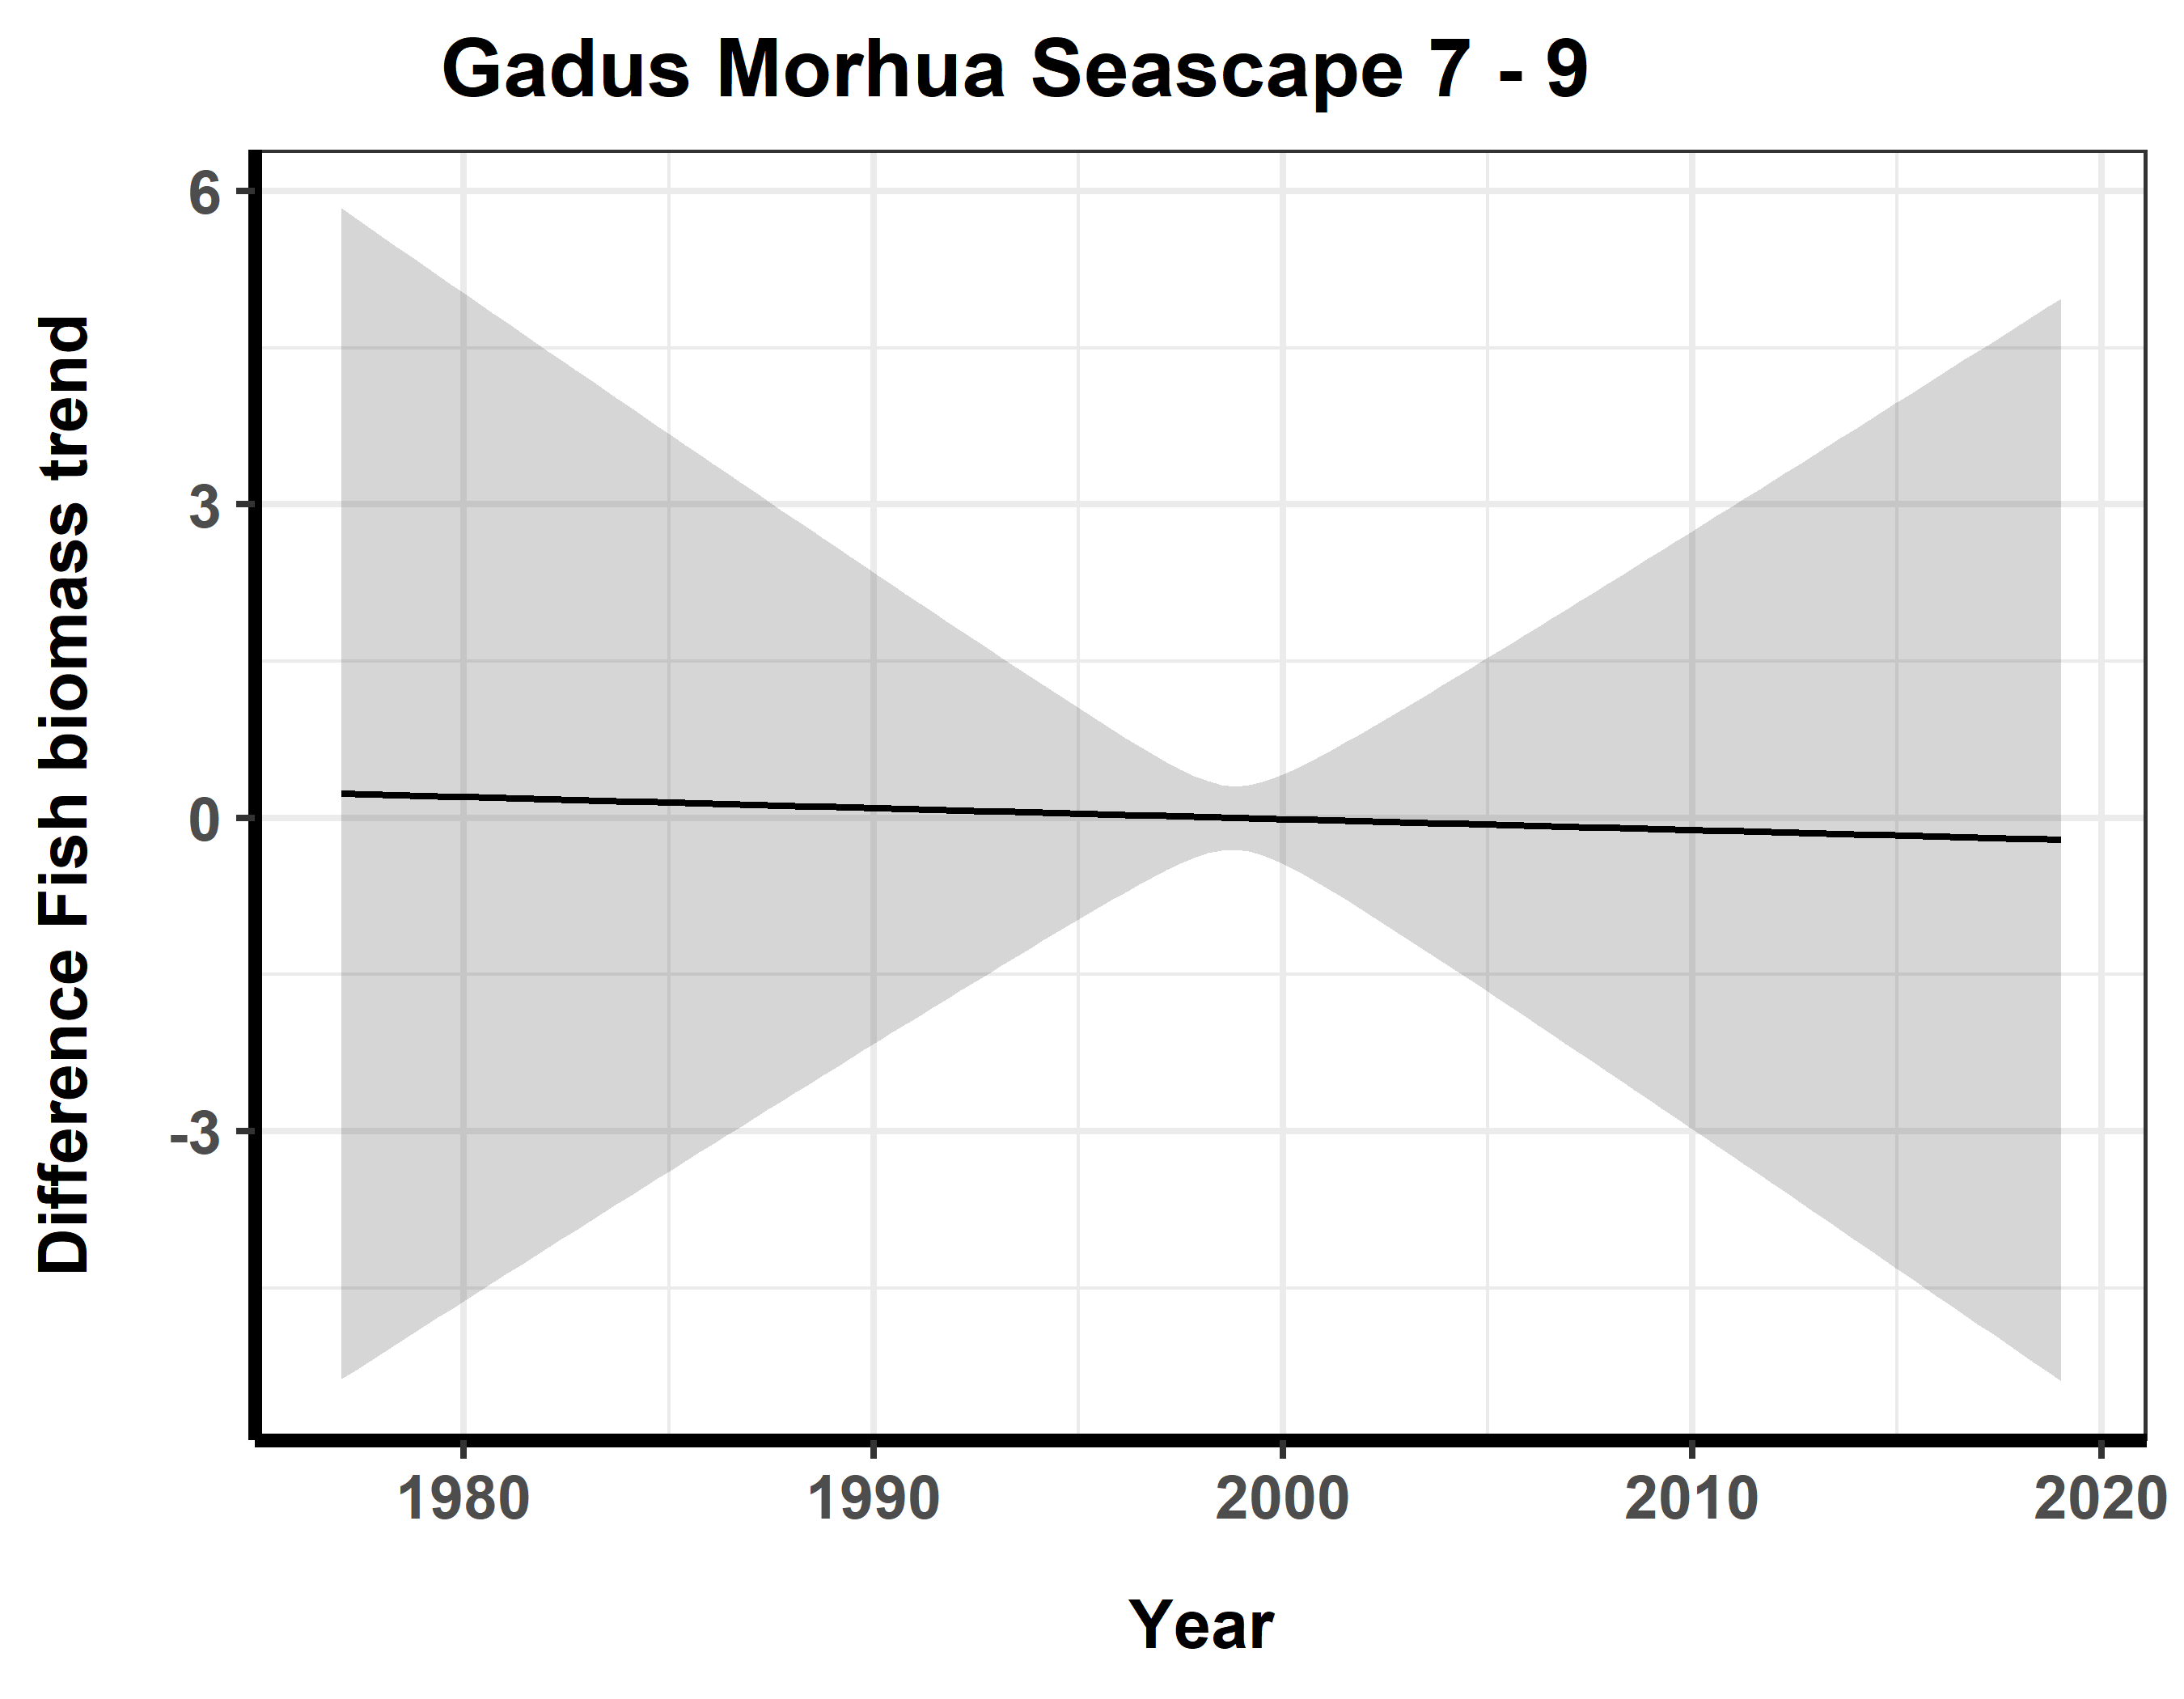 Gadus Morhua Seascape 7 - 9
Difference Fish biomass trend
6
3
0
-3
1980 1990 2000 2010 2020
Year